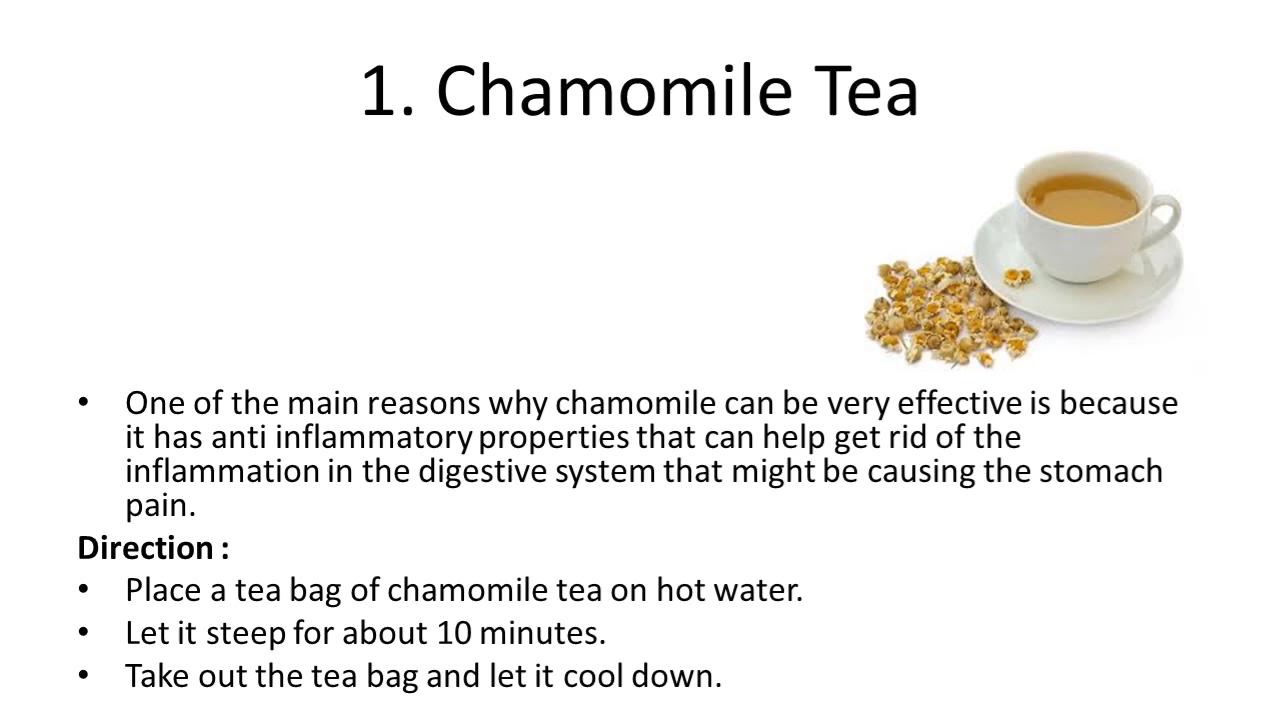 1. Chamomile Tea
• One of the main reasons why chamomile can be very effective is because
it has anti inflammatory properties that can help get rid of the
inflammation in the digestive system that might be causing the stomach
pain.
Direction :
• Place a tea bag of chamomile tea on hot water.
• Let it steep for about 10 minutes.
• Take out the tea bag and let it cool down.